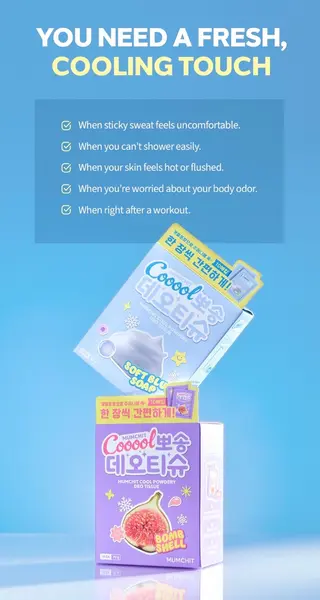 YOU NEED A FRESH,
COOLING TOUCH
When sticky sweat feels uncomfortable.
When you can't shower easily.
When your skin feels hot or flushed.
When you're worried about your body odor.
When right after a workout.
한 장씩 간편하게!
Cooool뽀송
데오티슈
SOFT BLU
SOAP
한 장씩 간편하게!
MUMCHIT
Cooool뽀송
데오티슈
MUMCHIT COOL POWDERY
DEO TISSUE
BOMB
SHELL
MUMCHIT